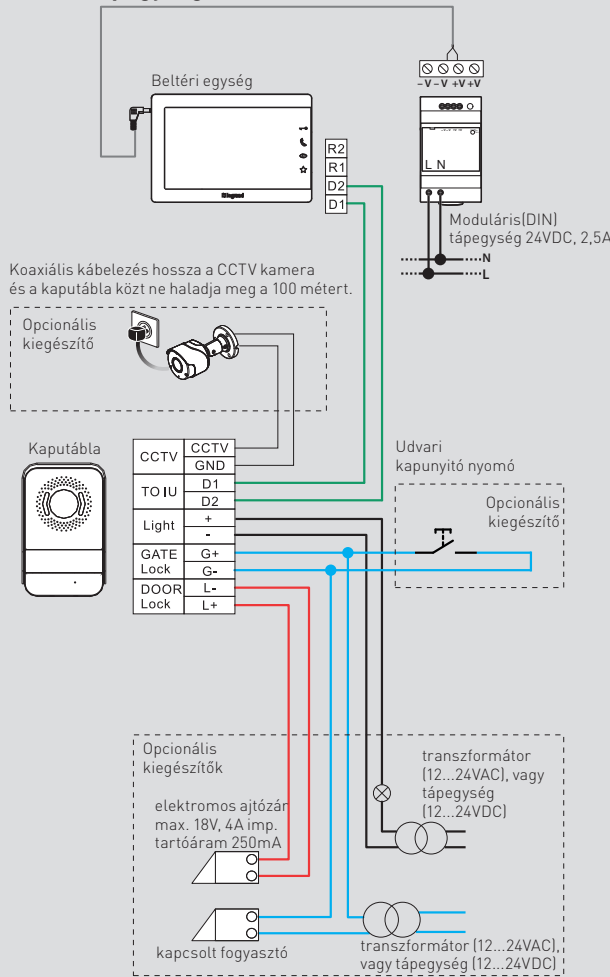 Beltéri egység
–V –V +V +V
R2
R1
D2
D1
legrand
L N
Moduláris(DIN)
tápegység 24VDC, 2,5A
N
L
Koaxiális kábelezés hossza a CCTV kamera
és a kaputábla közt ne haladja meg a 100 métert.
Opcionális
kiegészítő
Kaputábla
CCTV
CCTV
GND
TO IU
D1
D2
Light
+
-
GATE
Lock
G+
G-
DOOR
Lock
L-
L+
Udvari
kapunyitó nyomó
Opcionális
kiegészítő
Opcionális
kiegészítők
elektromos ajtózár
max. 18V, 4A imp.
tartóáram 250mA
transzformátor
(12...24VAC), vagy
tápegység
(12...24VDC)
kapcsolt fogyasztó
transzformátor (12...24VAC),
vagy tápegység (12...24VDC)